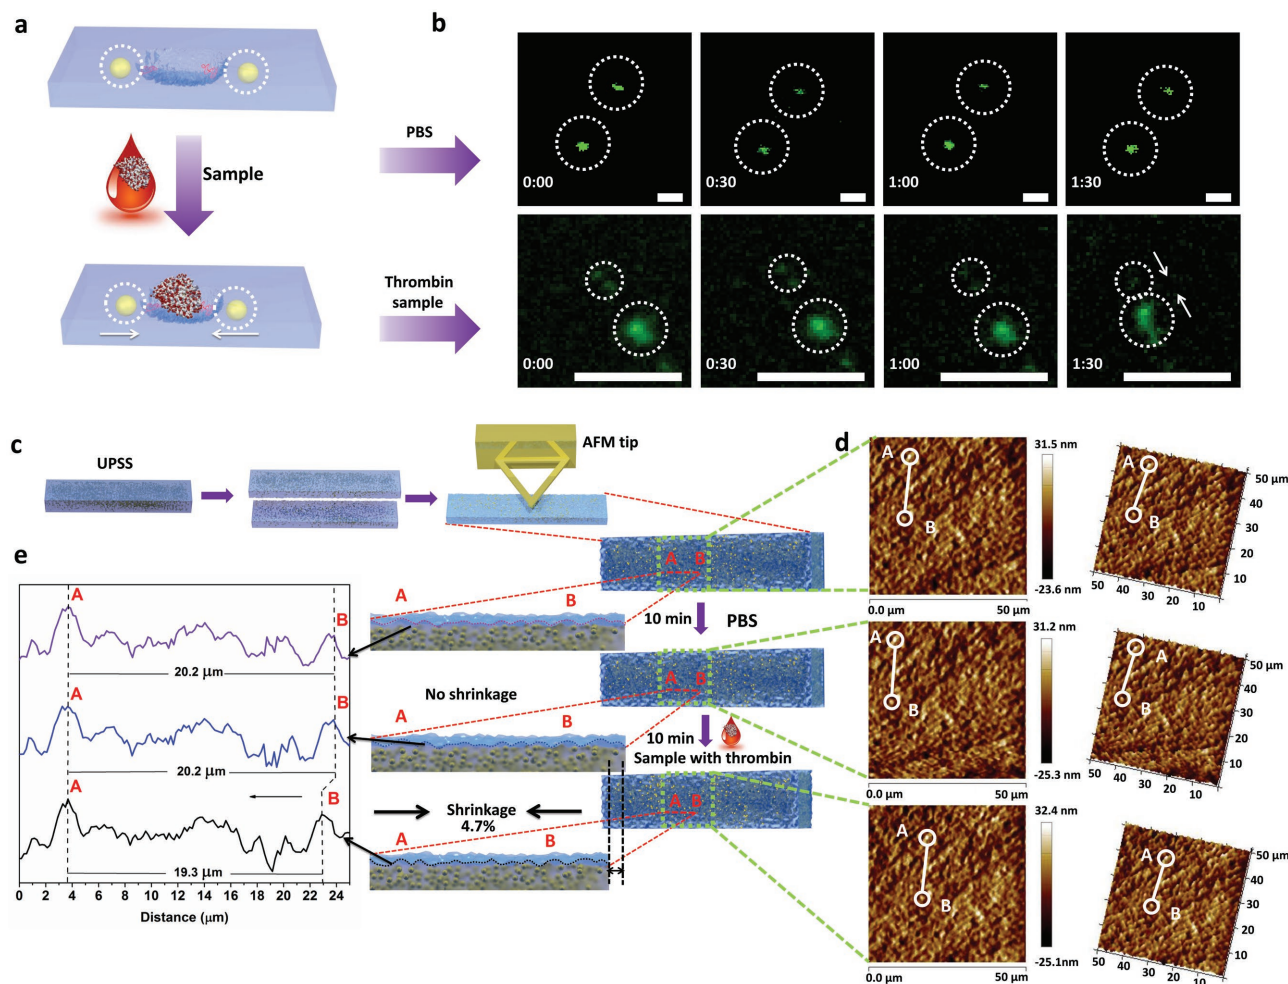 a
Sample
b
PBS
0:00
0:30
1:00
1:30
Thrombin
sample
0:00
0:30
1:00
1:30
c
UPSS
AFM tip
A
B
A
B
10 min
PBS
A
B
No shrinkage
A
B
10 min
Sample with thrombin
A
B
Shrinkage
4.7%
A
B
d
A
B
31.5 nm
-23.6 nm
0.0 µm
50 µm
A
B
50 µm
40
30
20
10
50
40
30
20
10
0
A
B
31.2 nm
-25.3 nm
0.0 µm
50 µm
A
B
50 µm
40
30
20
10
50
40
30
20
10
0
A
B
32.4 nm
-25.1nm
0.0 µm
50 µm
A
B
50 µm
40
30
20
10
50
40
30
20
10
0
e
A
B
20.2 µm
A
B
20.2 µm
A
B
19.3 µm
0 2 4 6 8 10 12 14 16 18 20 22 24
Distance (µm)